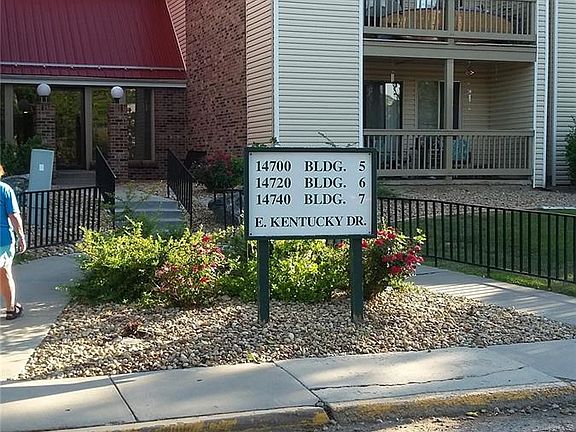 14700 BLDG. 5
14720 BLDG. 6
14740 BLDG. 7
E. KENTUCKY DR.